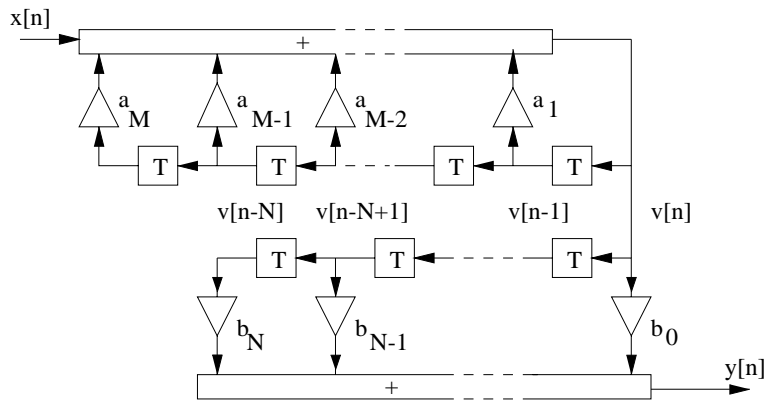 x[n]
+
a M a M-1 a M-2 a 1
T T T T
v[n-N] v[n-N+1] v[n-1] v[n]
T T T
b N b N-1 b 0
+ y[n]